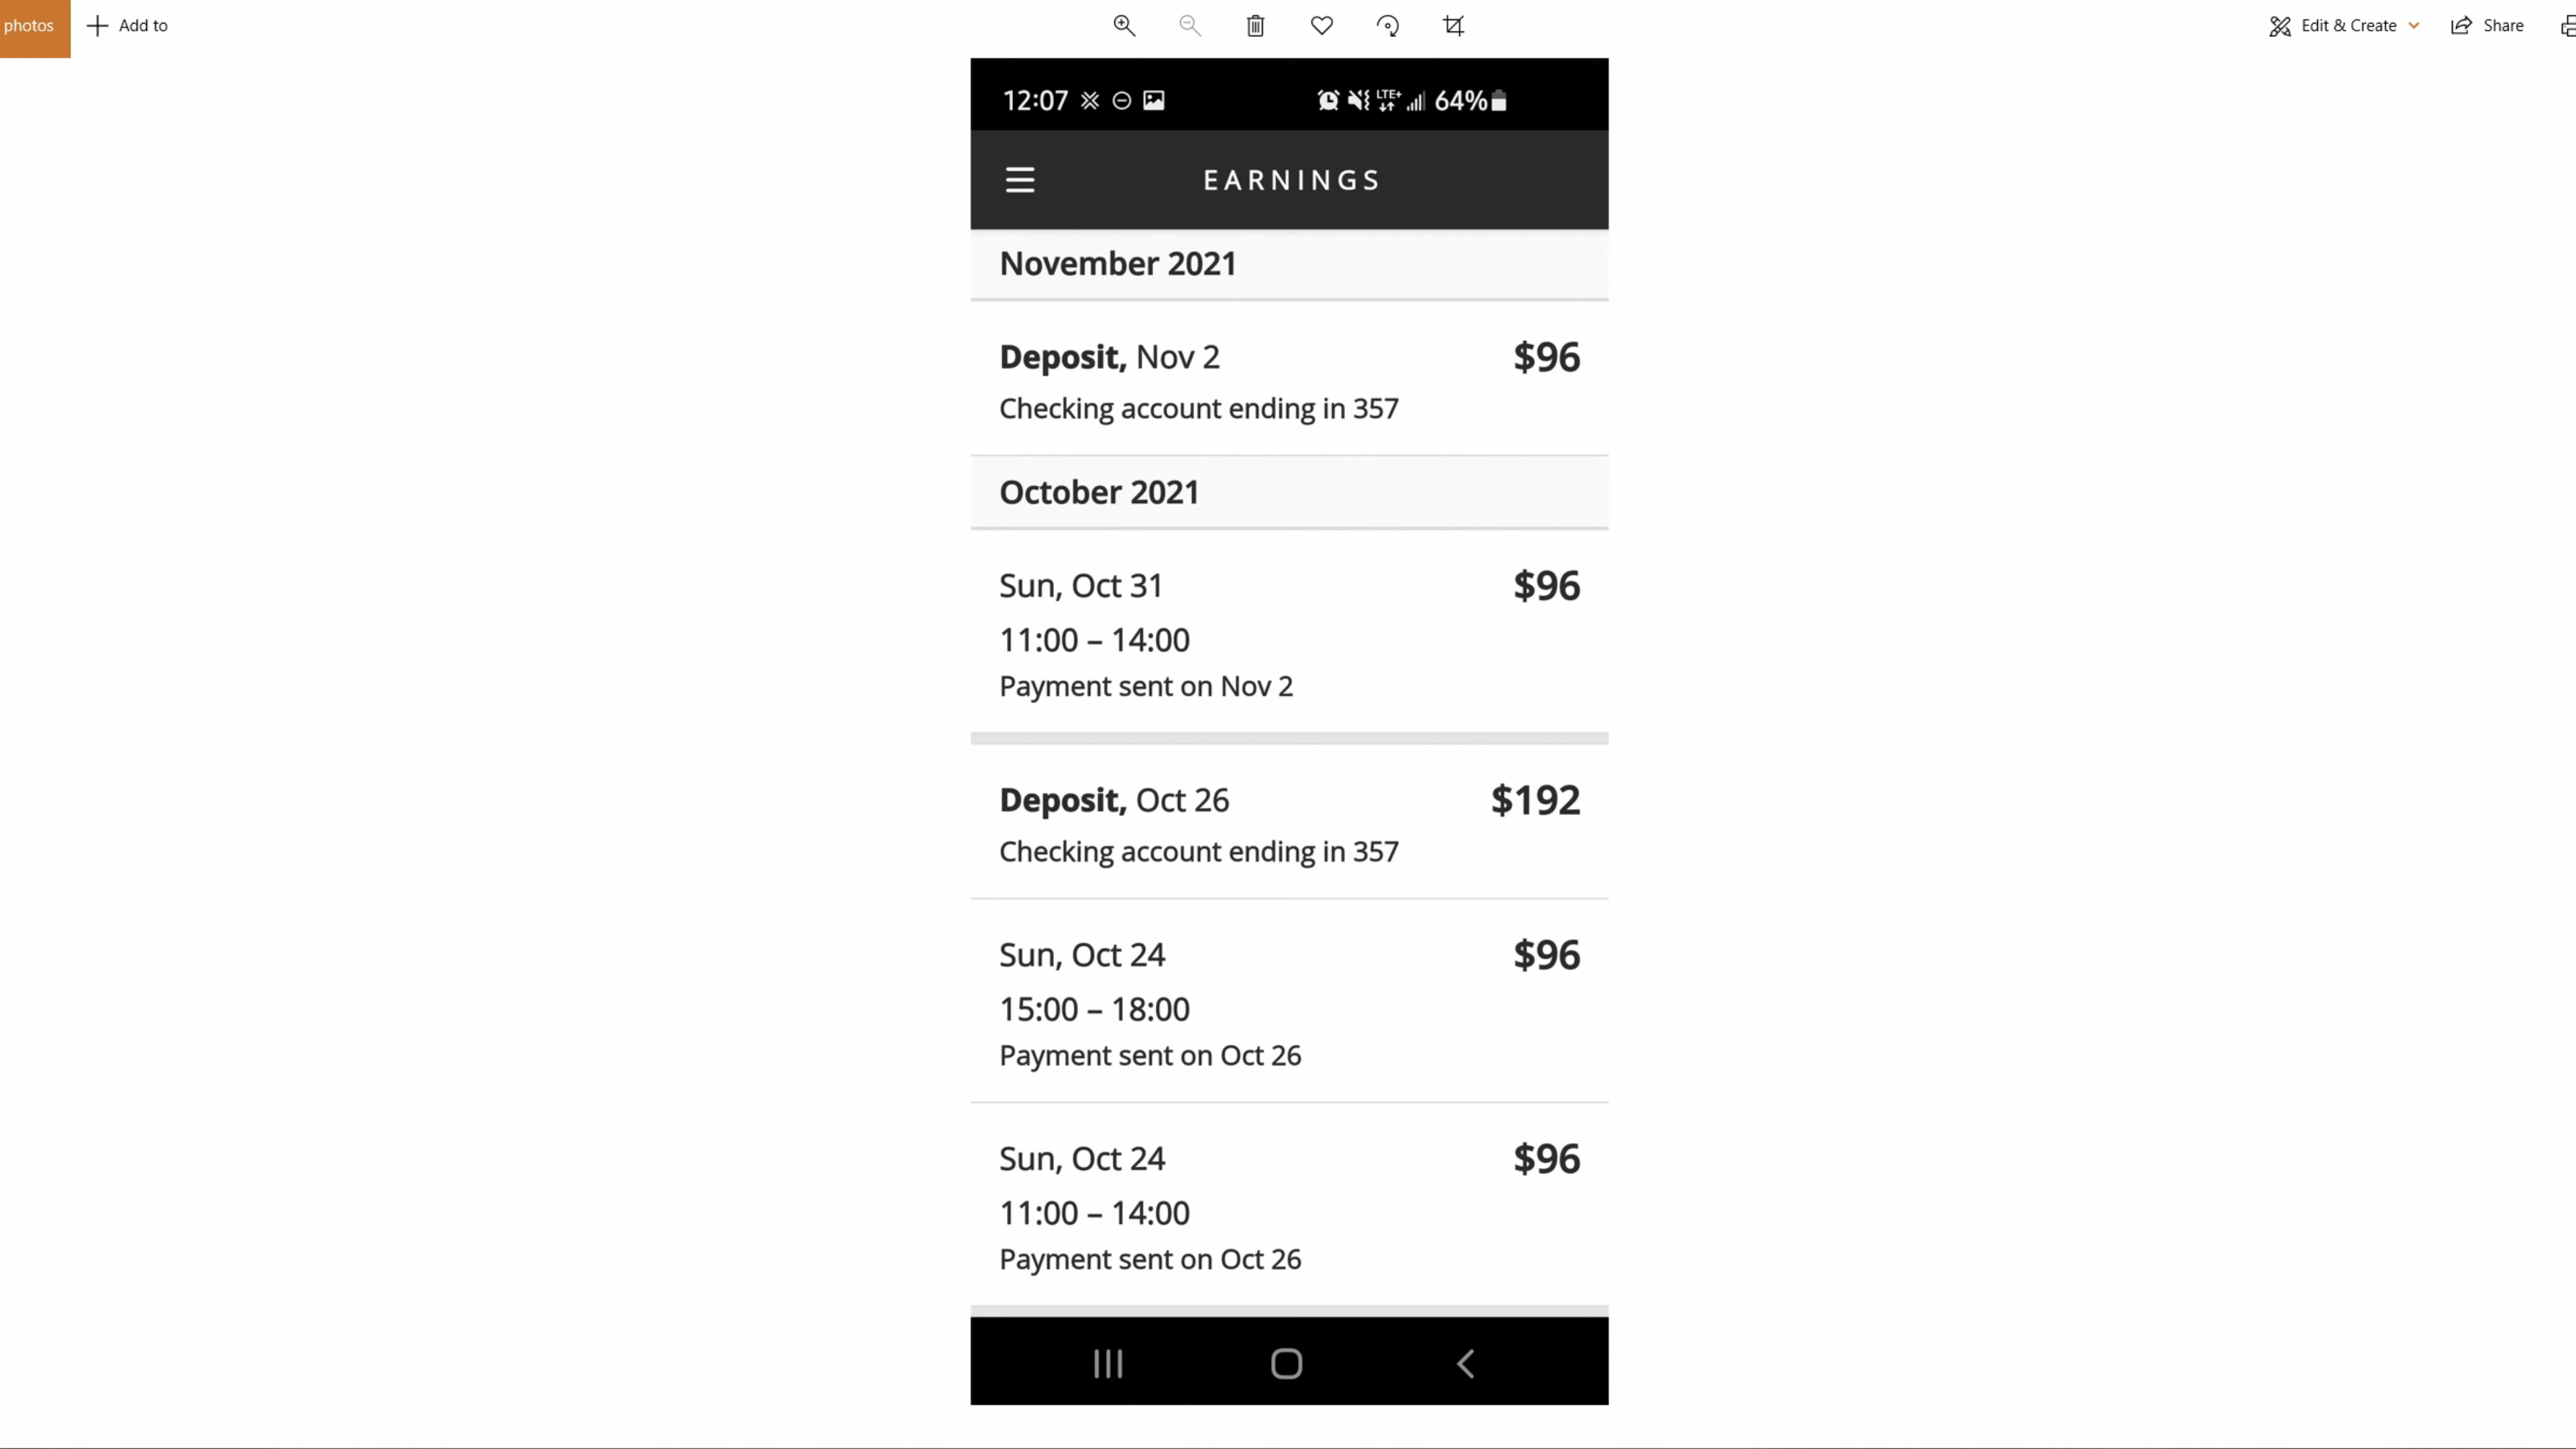 photos
Add to
Edit & Create
Share
12:07
LTE+
64%
EARNINGS
November 2021
Deposit, Nov 2
$96
Checking account ending in 357
October 2021
Sun, Oct 31
$96
11:00 – 14:00
Payment sent on Nov 2
Deposit, Oct 26
$192
Checking account ending in 357
Sun, Oct 24
$96
15:00 – 18:00
Payment sent on Oct 26
Sun, Oct 24
$96
11:00 – 14:00
Payment sent on Oct 26